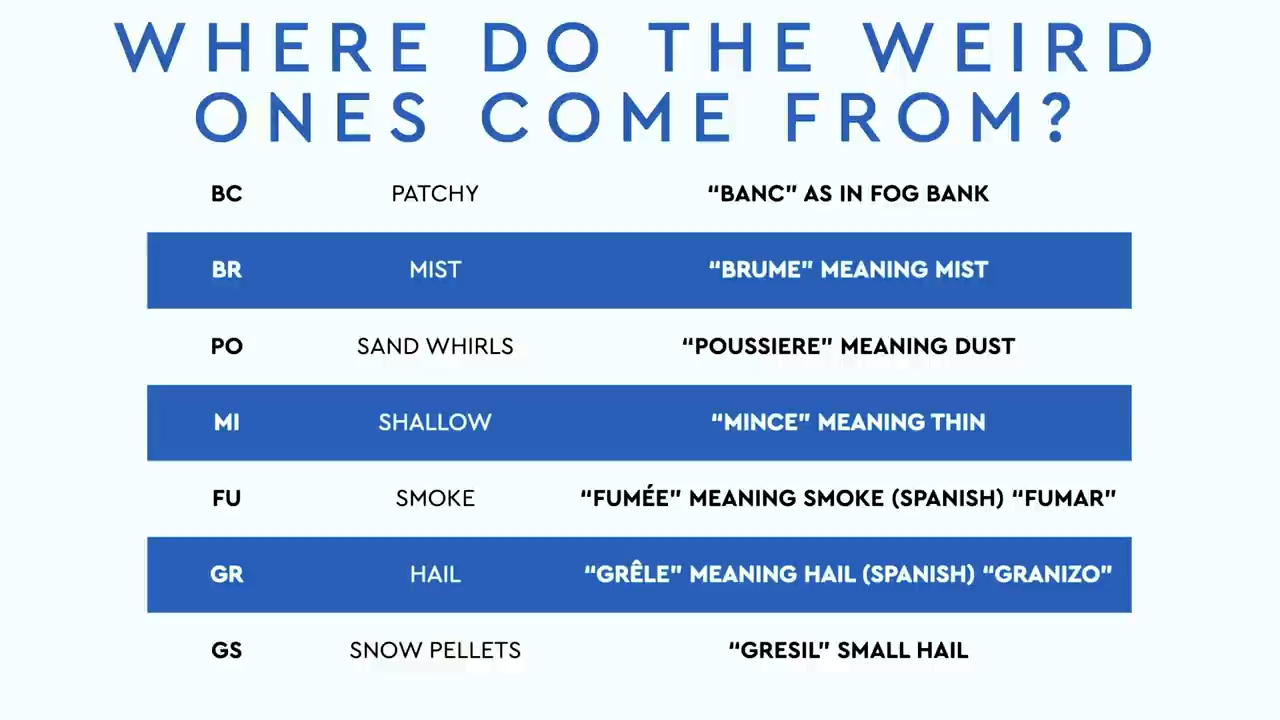 WHERE DO THE WEIRD
ONES COME FROM?
BC PATCHY “BANC” AS IN FOG BANK
BR MIST “BRUME” MEANING MIST
PO SAND WHIRLS “POUSSIERE” MEANING DUST
MI SHALLOW “MINCE” MEANING THIN
FU SMOKE “FUMÉE” MEANING SMOKE (SPANISH) “FUMAR”
GR HAIL “GRÊLE” MEANING HAIL (SPANISH) “GRANIZO”
GS SNOW PELLETS “GRESIL” SMALL HAIL